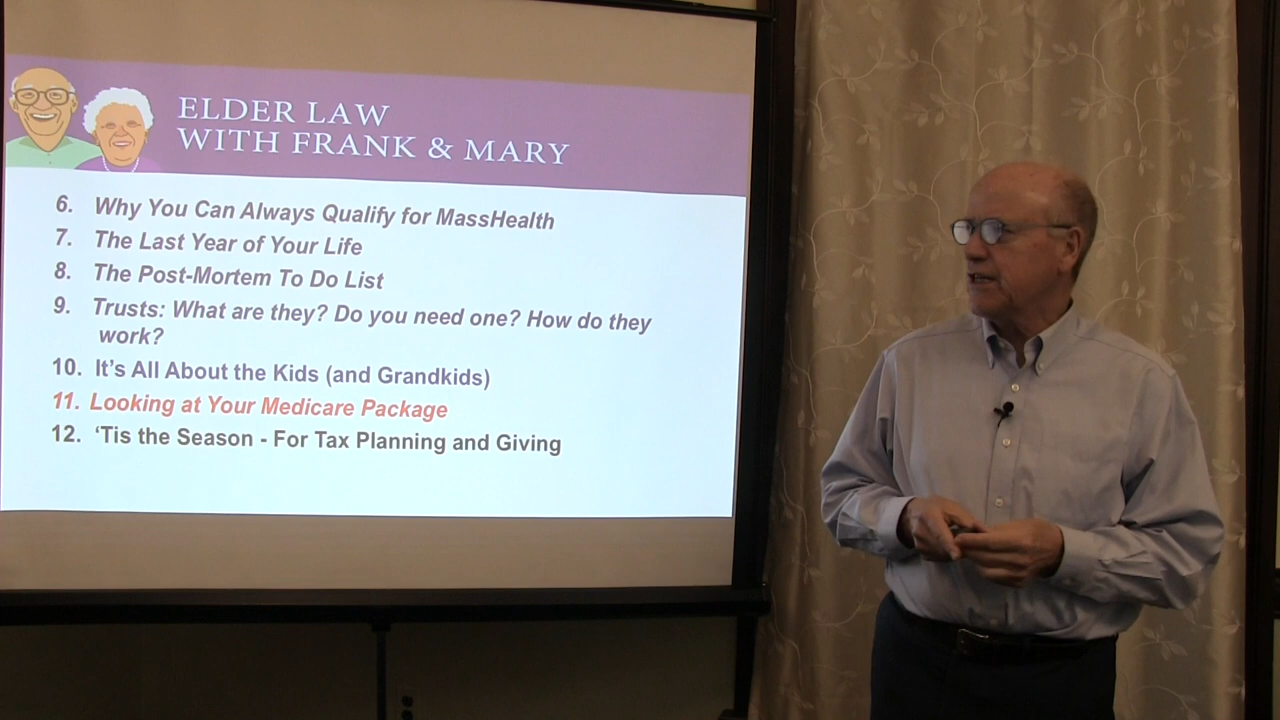 ELDER LAW
WITH FRANK & MARY
6. Why You Can Always Qualify for MassHealth
7. The Last Year of Your Life
8. The Post-Mortem To Do List
9. Trusts: What are they? Do you need one? How do they
work?
10. It's All About the Kids (and Grandkids)
11. Looking at Your Medicare Package
12. ‘Tis the Season - For Tax Planning and Giving